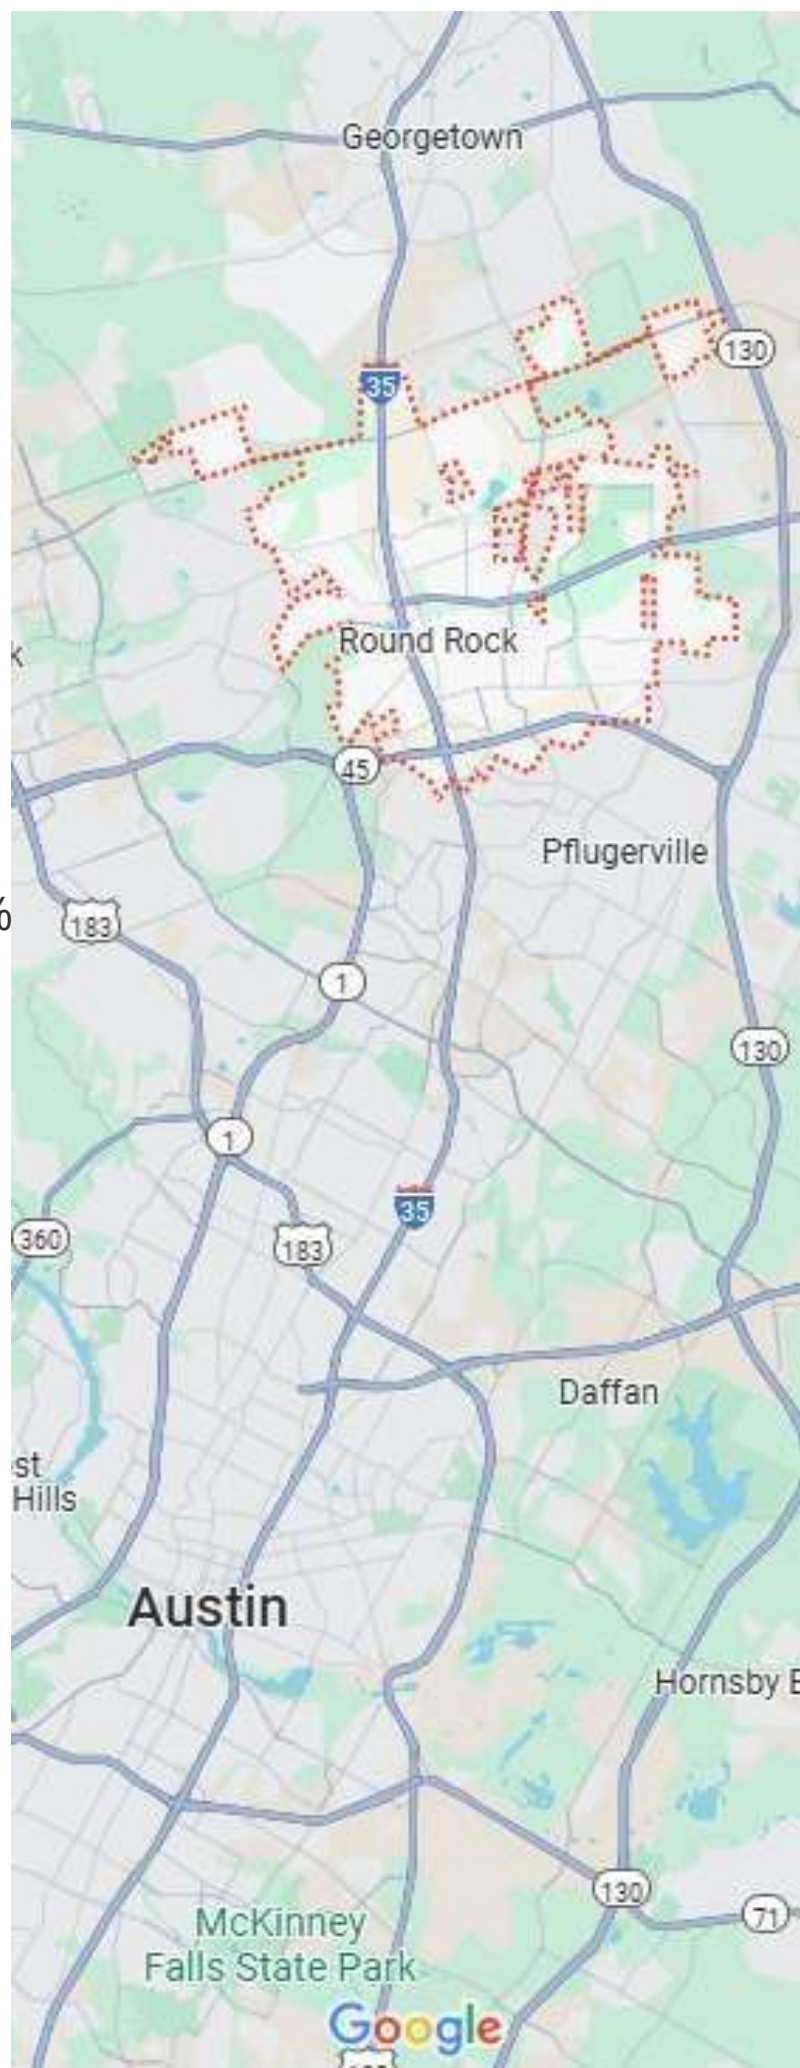 Georgetown
130
35
k
Round Rock
45
Pflugerville
%
183
1
130
1
35
360
183
Daffan
st
Hills
Austin
Hornsby
130
71
McKinney
Falls State Park
Google